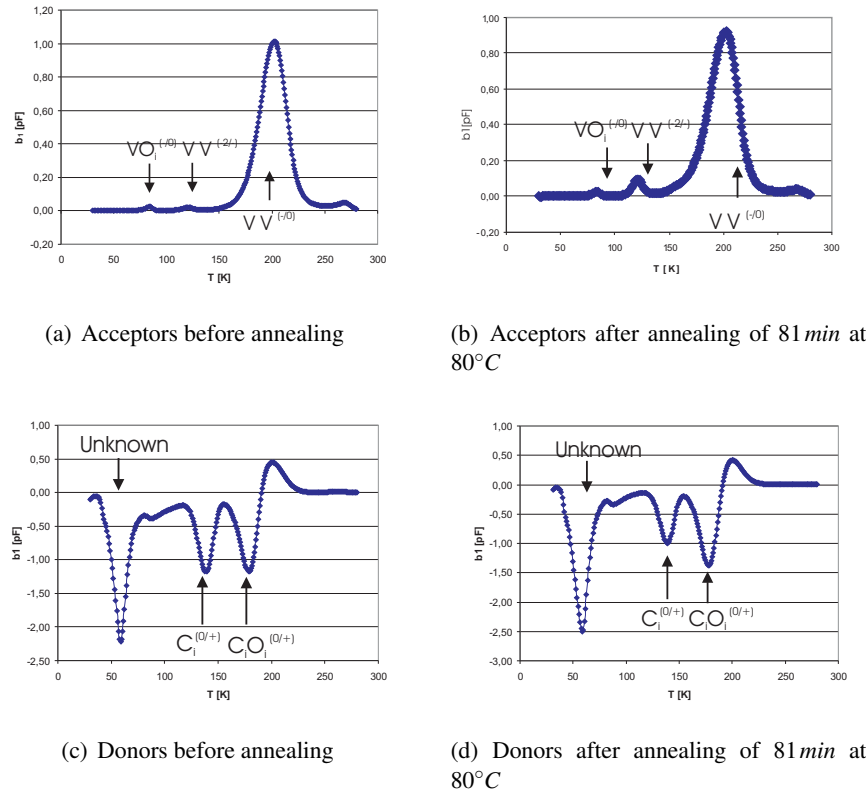 1,20
1,00
0,80
0,60
0,40
0,20
0,00
-0,20
b1 [pF]
VO_i^(-/0) VV^(-2/-)
VV^(-/0)
0 50 100 150 200 250 300
T [K]
(a) Acceptors before annealing
1,00
0,80
0,60
0,40
0,20
0,00
-0,20
b1[pF]
VO_i^(-/0) VV^(-2/-)
VV^(-/0)
0 50 100 150 200 250 300
T [K]
(b) Acceptors after annealing of 81 min at
80°C
1,00
0,50
0,00
-0,50
-1,00
-1,50
-2,00
-2,50
b1 [pF]
Unknown
C_i^(0/+) C_iO_i^(0/+)
0 50 100 150 200 250 300
T [K]
(c) Donors before annealing
1,00
0,50
0,00
-0,50
-1,00
-1,50
-2,00
-2,50
-3,00
b1 [pF]
Unknown
C_i^(0/+) C_iO_i^(0/+)
0 50 100 150 200 250 300
T [K]
(d) Donors after annealing of 81 min at
80°C